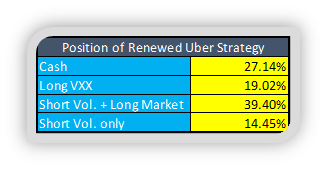 Position of Renewed Uber Strategy
Cash 27.14%
Long VXX 19.02%
Short Vol. + Long Market 39.40%
Short Vol. only 14.45%